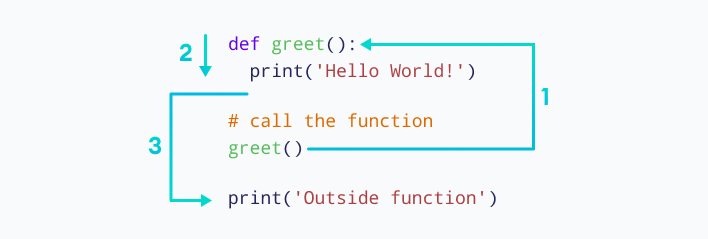 2 def greet():
print('Hello World!')
1
# call the function
3 greet()
print('Outside function')